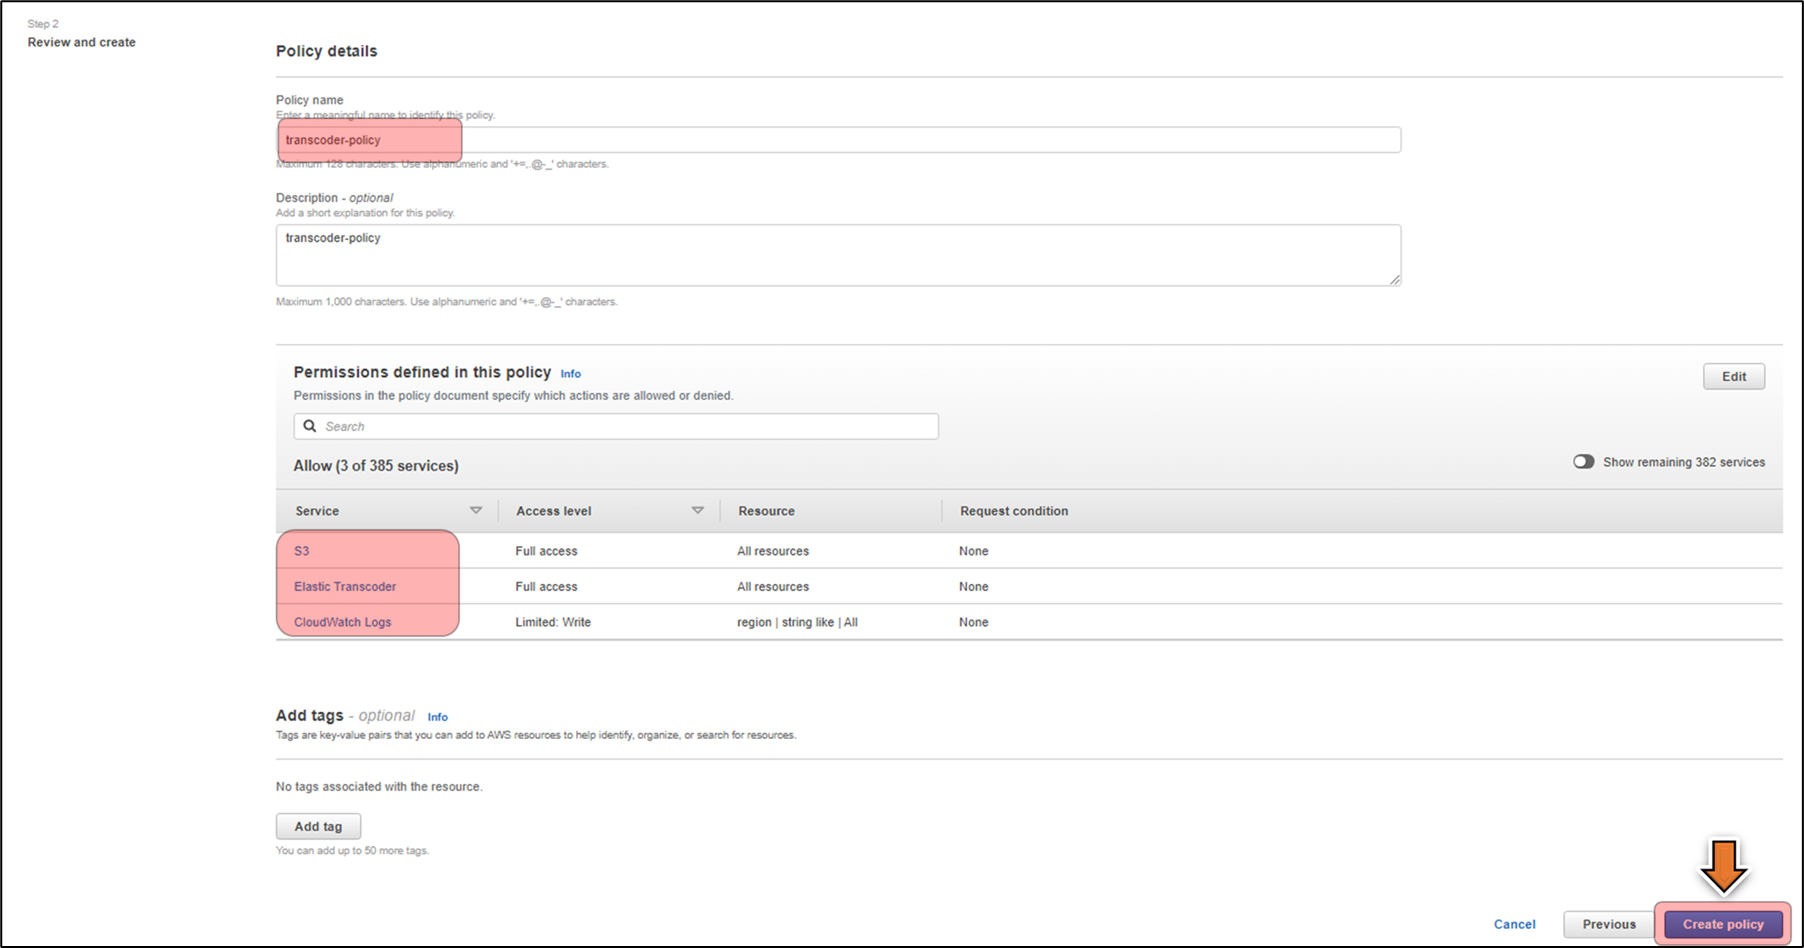 Step 2
Review and create
Policy details
Policy name
Enter a meaningful name to identify this policy.
transcoder-policy
Maximum 128 characters. Use alphanumeric and '+=,.@-_' characters.
Description - optional
Add a short explanation for this policy.
transcoder-policy
Maximum 1,000 characters. Use alphanumeric and '+=,.@-_' characters.
Permissions defined in this policy Info
Edit
Permissions in the policy document specify which actions are allowed or denied.
Search
Allow (3 of 385 services)
Show remaining 382 services
Service Access level Resource Request condition
S3 Full access All resources None
Elastic Transcoder Full access All resources None
CloudWatch Logs Limited: Write region | string like | All None
Add tags - optional Info
Tags are key-value pairs that you can add to AWS resources to help identify, organize, or search for resources.
No tags associated with the resource.
Add tag
You can add up to 50 more tags.
Cancel Previous Create policy